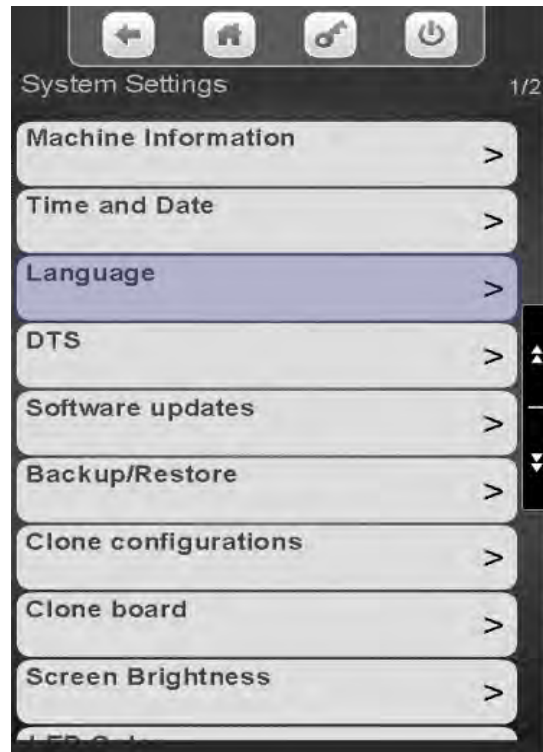 System Settings
1/2
Machine Information
>
Time and Date
>
Language
>
DTS
>
Software updates
>
Backup/Restore
>
Clone configurations
>
Clone board
>
Screen Brightness
>